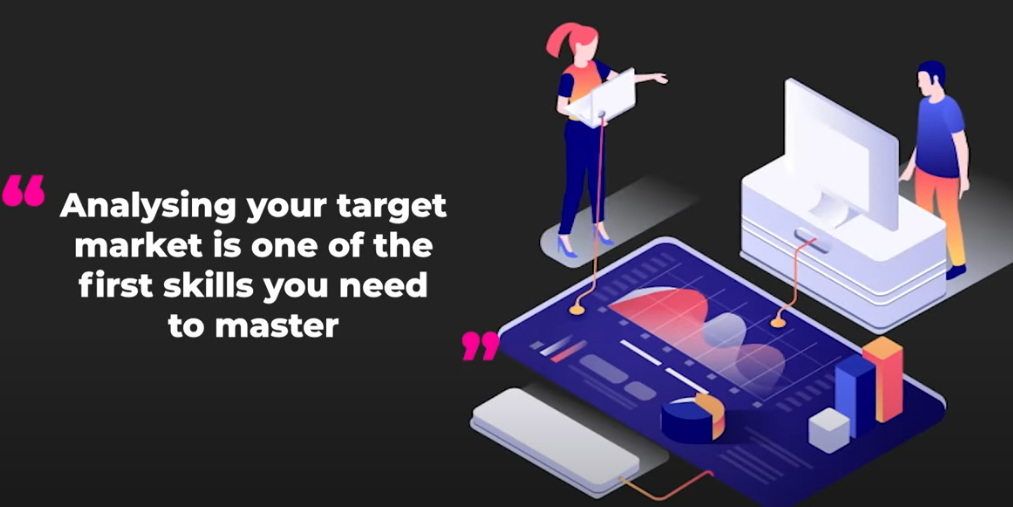 “Analysing your target
market is one of the
first skills you need
to master”